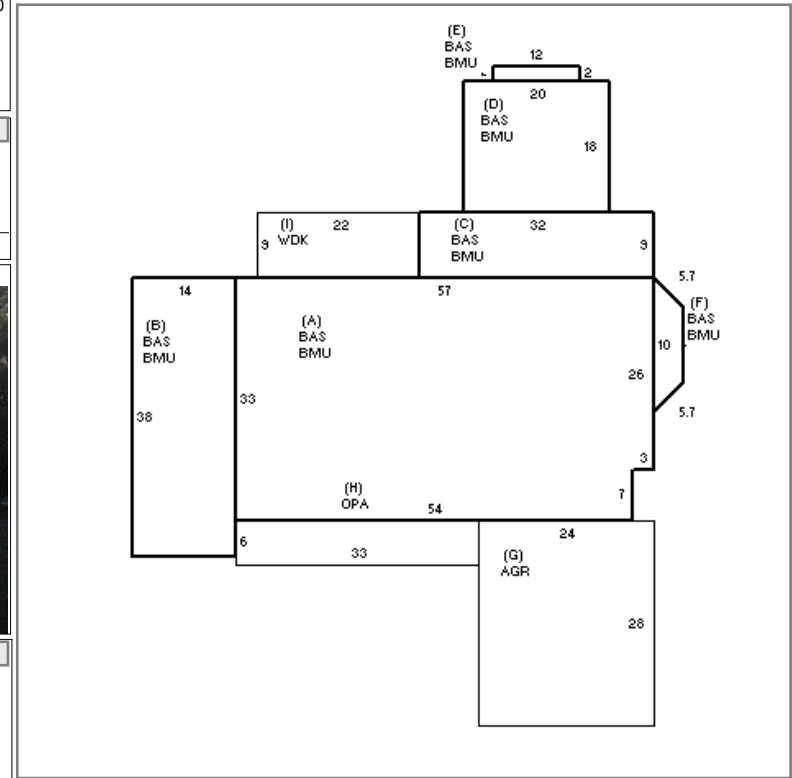 (E)
BAS
BMU
12
2
20
(D)
BAS
BMU
18
(I) 22
WDK
9
(C) 32
BAS
BMU
9
5.7
14
57
(F)
BAS
BMU
(B)
BAS
BMU
(A)
BAS
BMU
10
26
33
38
5.7
3
(H)
OPA
54
7
6
33
24
(G)
AGR
28